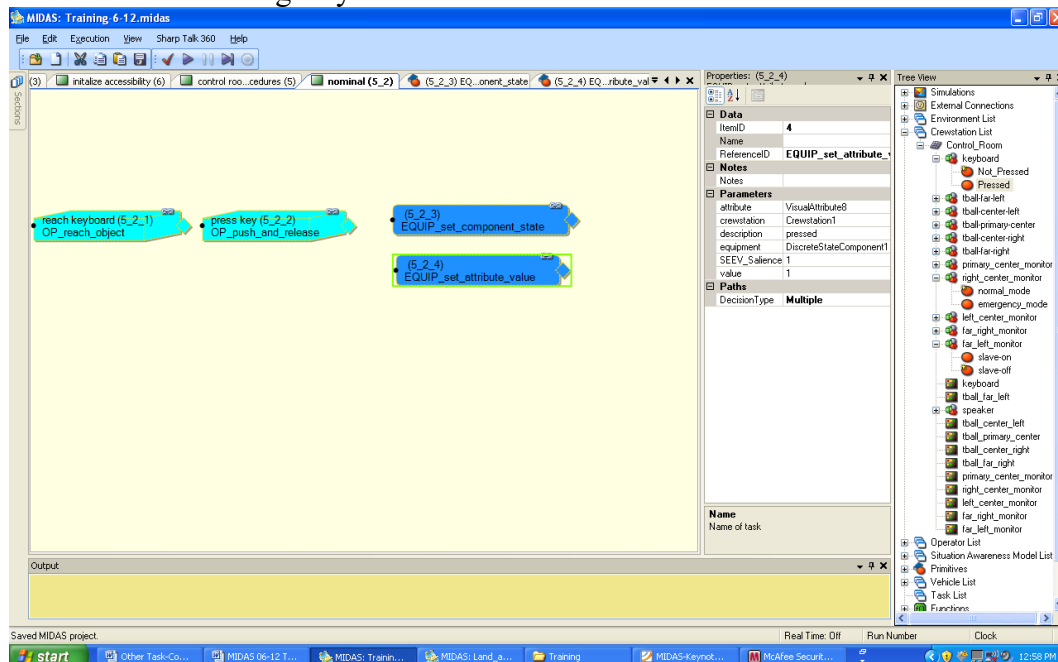 MIDAS: Training-6-12.midas
File Edit Execution View Sharp Talk 360 Help
(3) initalize accessibility (6) control roo...cedures (5) nominal (5_2) (5_2_3) EQ...onent_state (5_2_4) EQ...ribute_val
Sections
reach keyboard (5_2_1)
OP_reach_object
press key (5_2_2)
OP_push_and_release
(5_2_3)
EQUIP_set_component_state
(5_2_4)
EQUIP_set_attribute_value
Properties: (5_2_4)
Data
ItemID 4
Name
ReferenceID EQUIP_set_attribute_
Notes
Notes
Parameters
attribute VisualAttribute8
crewstation Crewstation1
description pressed
equipment DiscreteStateComponent1
SEEV_Salience 1
value 1
Paths
DecisionType Multiple
Name
Name of task
Tree View
Simulations
External Connections
Environment List
Crewstation List
Control_Room
keyboard
Not_Pressed
Pressed
tball-far-left
tball-center-left
tball-primary-center
tball-center-right
tball-far-right
primary_center_monitor
right_center_monitor
normal_mode
emergency_mode
left_center_monitor
far_right_monitor
far_left_monitor
slave-on
slave-off
keyboard
tball_far_left
speaker
tball_center_left
tball_primary_center
tball_center_right
tball_far_right
primary_center_monitor
right_center_monitor
left_center_monitor
far_right_monitor
far_left_monitor
Operator List
Situation Awareness Model List
Primitives
Vehicle List
Task List
Functions
Output
Saved MIDAS project. Real Time: Off Run Number Clock
start Other Task-Co... MIDAS 06-12 T... MIDAS: Trainin... MIDAS: Land_a... Training MIDAS-Keynot... McAfee Securit... 12:58 PM